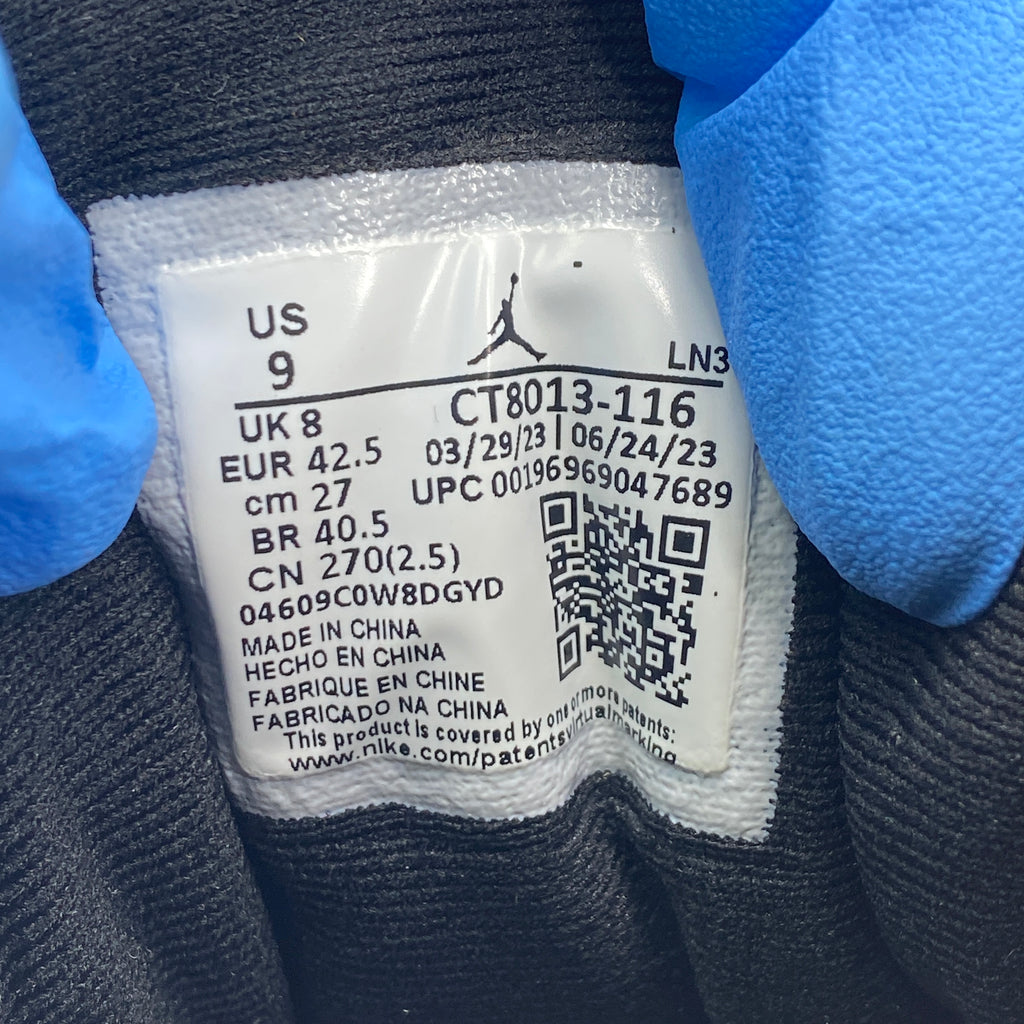 US
9
LN3
UK 8
EUR 42.5
cm 27
BR 40.5
CN 270(2.5)
CT8013-116
03/29/23 | 06/24/23
UPC 00196969047689
04609C0W8DGYD
MADE IN CHINA
HECHO EN CHINA
FABRIQUE EN CHINE
FABRICADO NA CHINA
This product is covered by one or more patents:
www.nike.com/patentsvirtualmarking